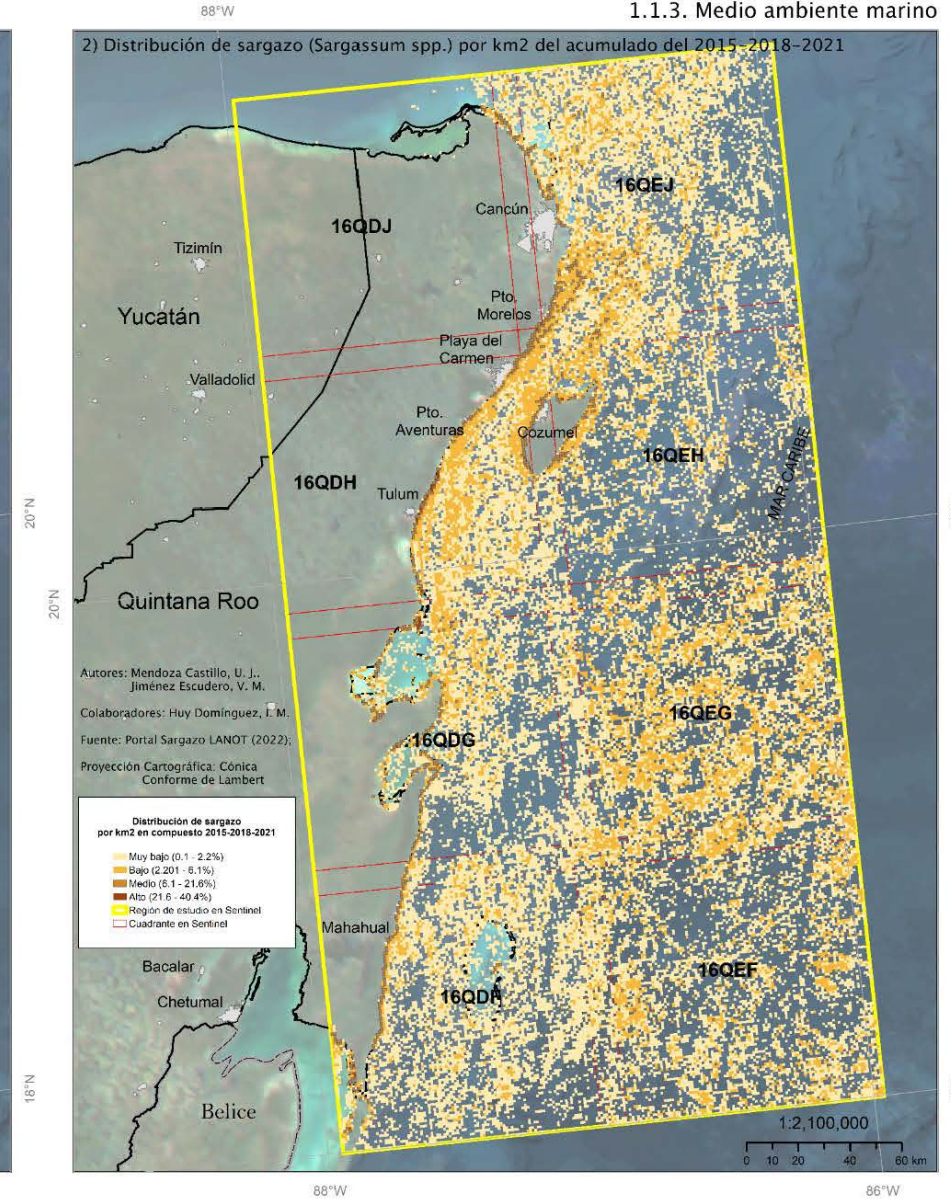 1.1.3. Medio ambiente marino
88°W
2) Distribución de sargazo (Sargassum spp.) por km2 del acumulado del 2015-2018-2021
16QEJ
Cancún
16QDJ
Tizimín
Pto.
Morelos
Yucatán
Playa del
Carmen
Valladolid
Pto.
Aventuras
Cozumel
16QEH
MAR CARIBE
16QDH
Tulum
20°N
20°N
Quintana Roo
Autores: Mendoza Castillo, U. J..
Jiménez Escudero, V. M.
Colaboradores: Huy Domínguez, I. M.
16QEG
Fuente: Portal Sargazo LANOT (2022);
16QDG
Proyección Cartográfica: Cónica
Conforme de Lambert
Distribución de sargazo
por km2 en compuesto 2015-2018-2021
Muy bajo (0.1 - 2.2%)
Bajo (2.201 - 6.1%)
Medio (6.1 - 21.6%)
Alto (21.6 - 40.4%)
Región de estudio en Sentinel
Cuadrante en Sentinel
Mahahual
Bacalar
16QEF
Chetumal
18°N
Belice
1:2,100,000
0 10 20 40 60 km
88°W
86°W